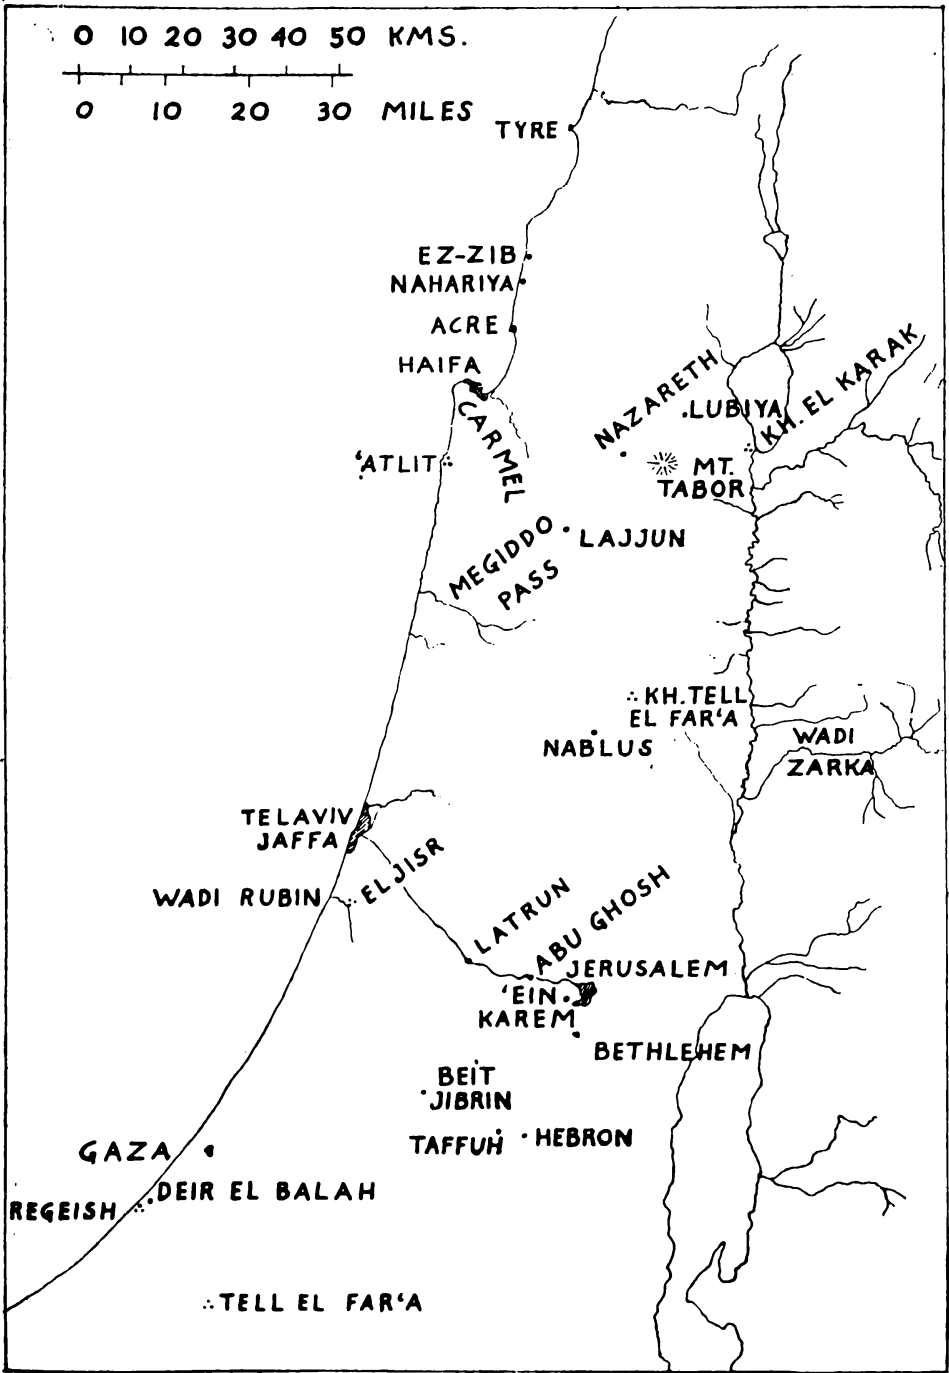 0 10 20 30 40 50 KMS.
0 10 20 30 MILES
TYRE
EZ-ZIB
NAHARIYA
ACRE
HAIFA
CARMEL
NAZARETH
LUBIYA
KH. EL KARAK
'ATLIT
MT.
TABOR
MEGIDDO
PASS
LAJJUN
KH. TELL
EL FAR'A
NABLUS
WADI
ZARKA
TELAVIV
JAFFA
EL JISR
WADI RUBIN
LATRUN
ABU GHOSH
JERUSALEM
'EIN
KAREM
BETHLEHEM
BEIT
JIBRIN
TAFFUH
HEBRON
GAZA
DEIR EL BALAH
REGEISH
TELL EL FAR'A